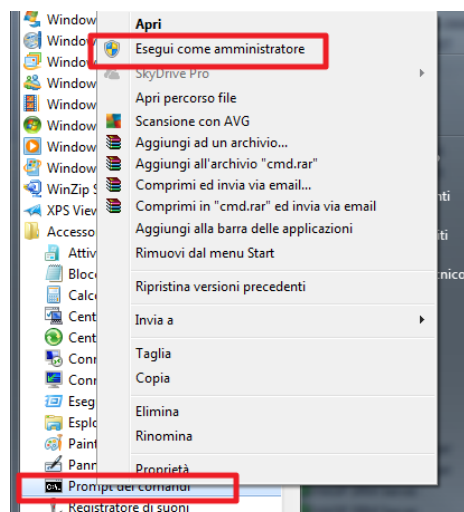 Window
Window
Window
Window
Window
Window
Window
Window
WinZip S
XPS View
Accesso
Attiv
Bloc
Calc
Cent
Cent
Conn
Conn
Eseg
Esplo
Paint
Pann
Prompt dei comandi
Registratore di suoni
Apri
Esegui come amministratore
SkyDrive Pro
Apri percorso file
Scansione con AVG
Aggiungi ad un archivio...
Aggiungi all'archivio "cmd.rar"
Comprimi ed invia via email...
Comprimi in "cmd.rar" ed invia via email
Aggiungi alla barra delle applicazioni
Rimuovi dal menu Start
Ripristina versioni precedenti
Invia a
Taglia
Copia
Elimina
Rinomina
Proprietà
nti
iti
cnico